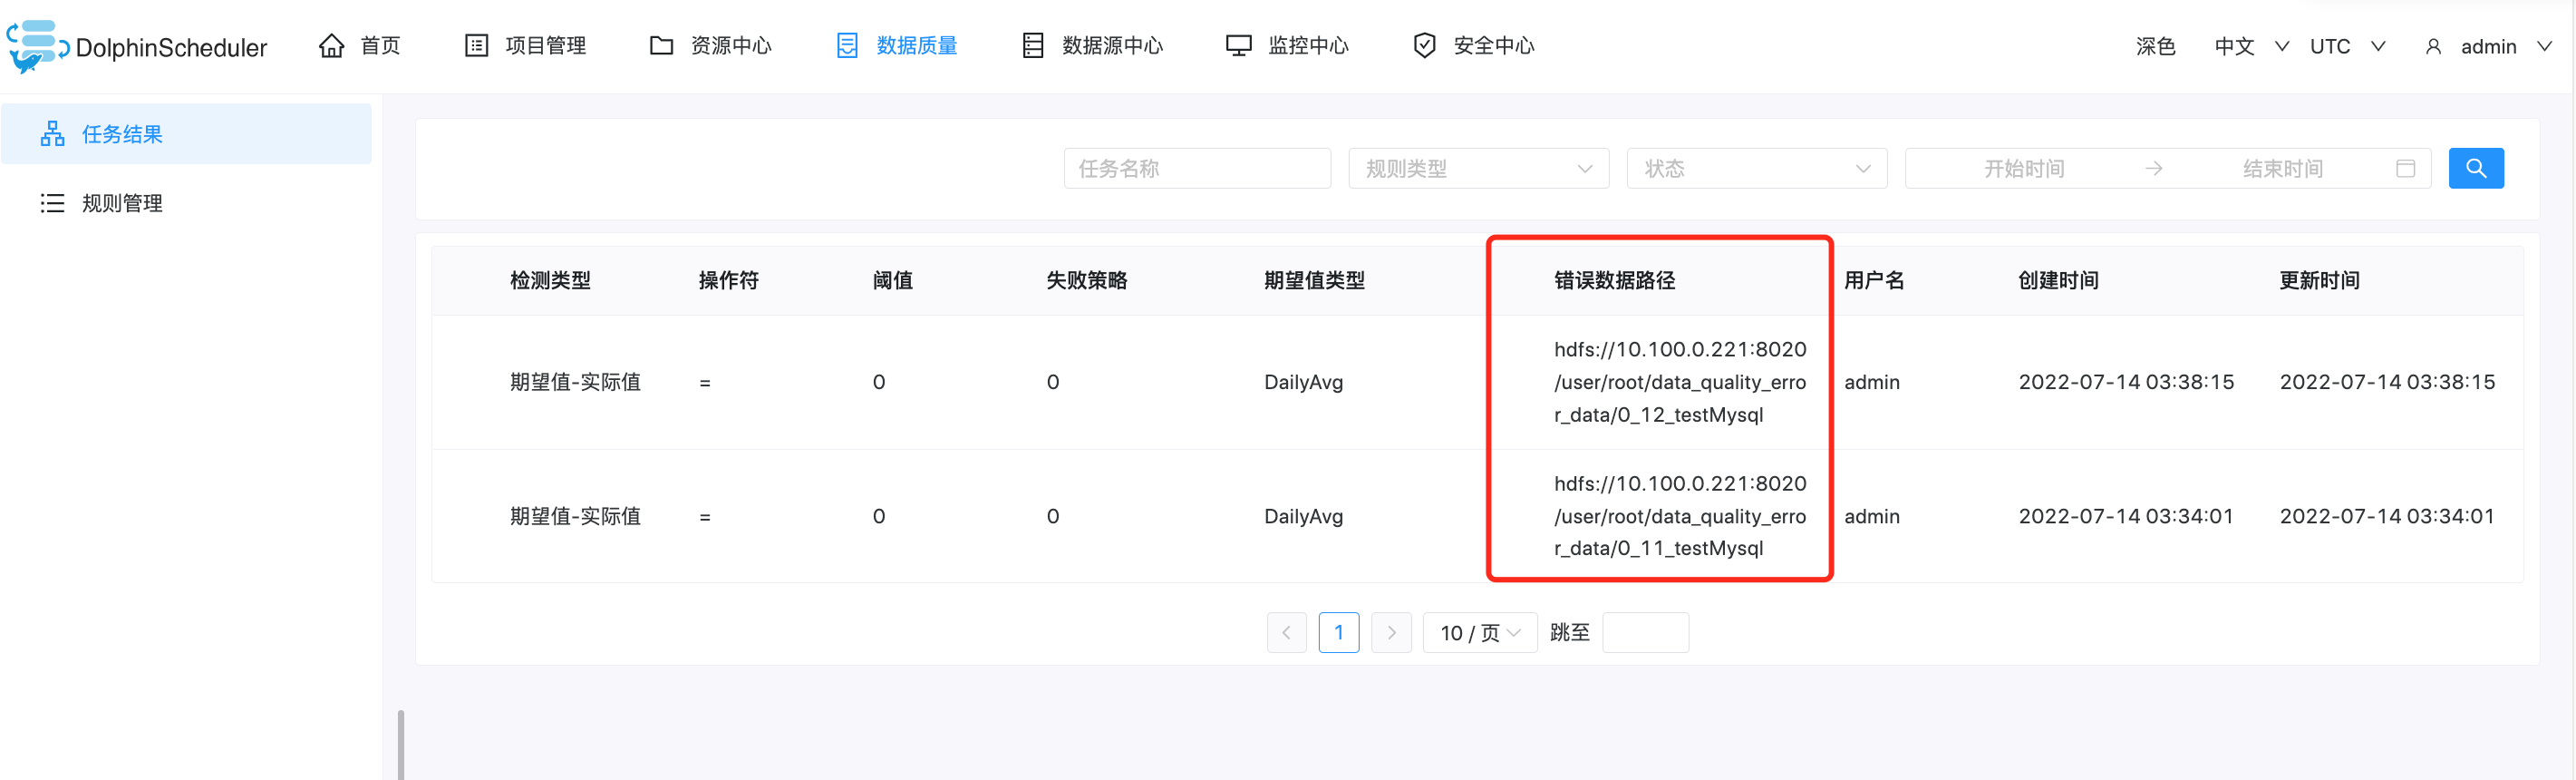 DolphinScheduler 首页 项目管理 资源中心 数据质量 数据源中心 监控中心 安全中心 深色 中文 UTC admin
任务结果
规则管理
任务名称 规则类型 状态 开始时间 结束时间
检测类型 操作符 阈值 失败策略 期望值类型 错误数据路径 用户名 创建时间 更新时间
期望值-实际值 = 0 0 DailyAvg
hdfs://10.100.0.221:8020
/user/root/data_quality_erro
r_data/0_12_testMysql
admin 2022-07-14 03:38:15 2022-07-14 03:38:15
期望值-实际值 = 0 0 DailyAvg
hdfs://10.100.0.221:8020
/user/root/data_quality_erro
r_data/0_11_testMysql
admin 2022-07-14 03:34:01 2022-07-14 03:34:01
1 10 / 页 跳至